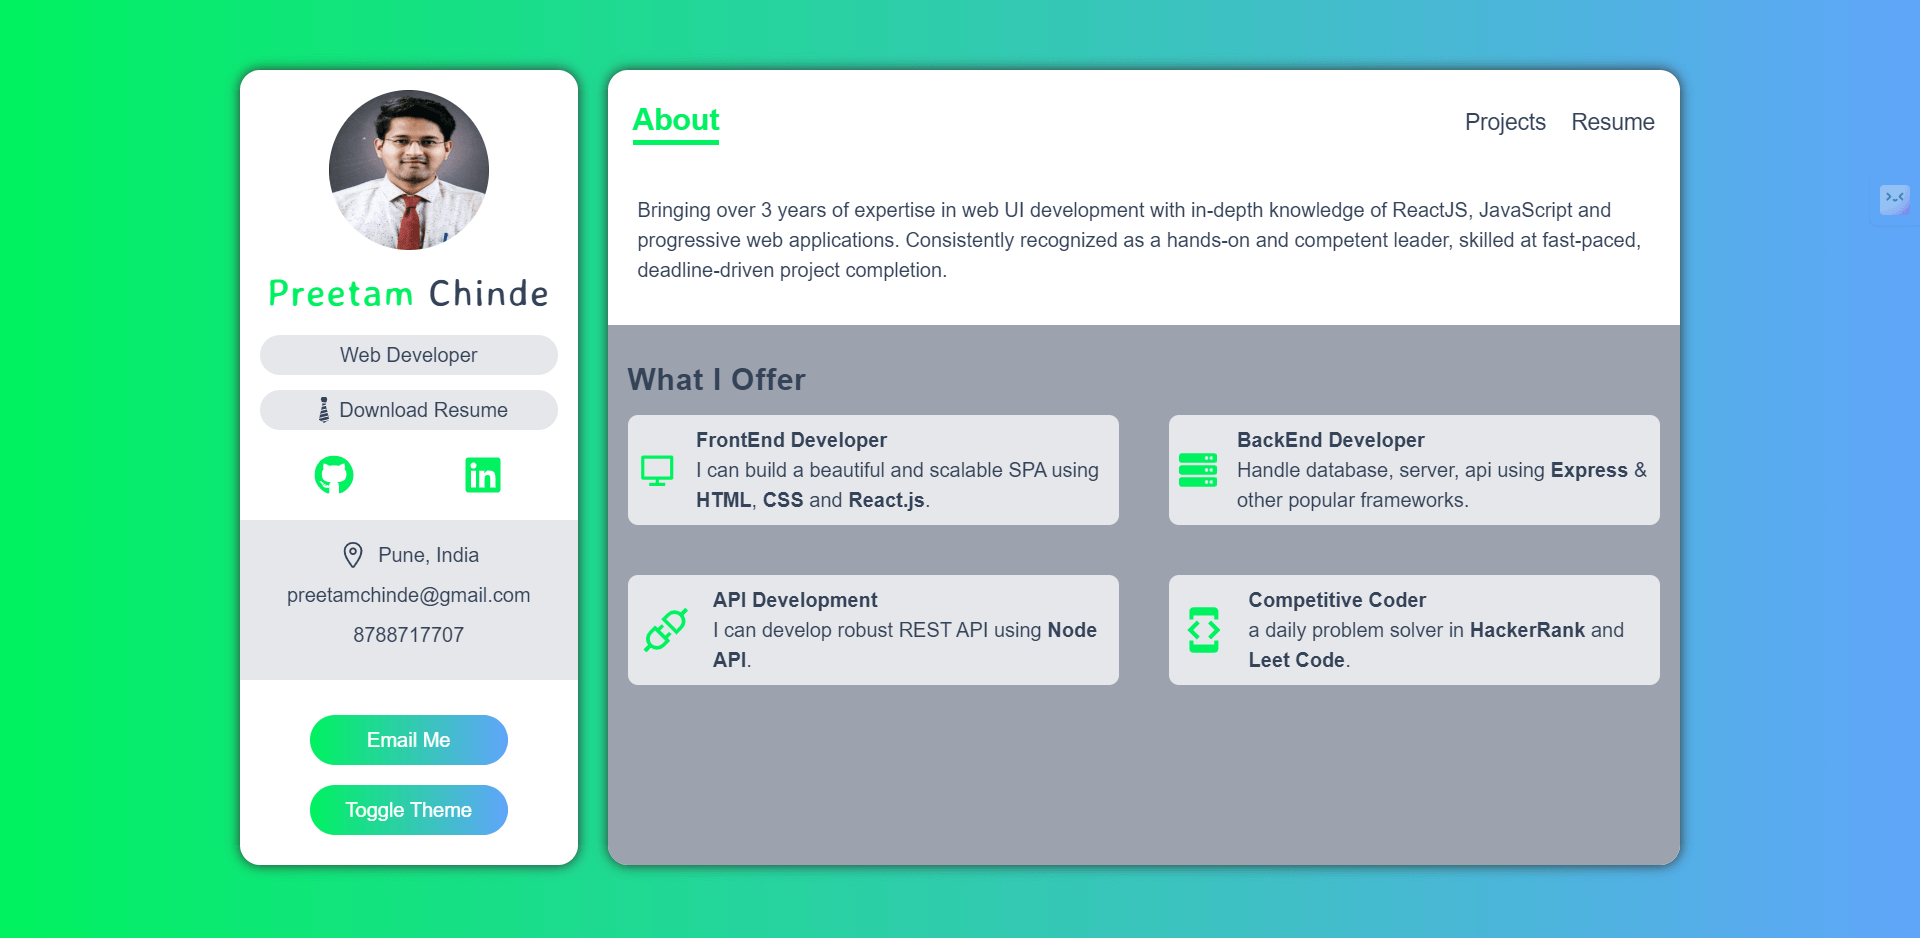 Preetam Chinde
Web Developer
Download Resume
Pune, India
preetamchinde@gmail.com
8788717707
Email Me
Toggle Theme
About
Projects
Resume
Bringing over 3 years of expertise in web UI development with in-depth knowledge of ReactJS, JavaScript and
progressive web applications. Consistently recognized as a hands-on and competent leader, skilled at fast-paced,
deadline-driven project completion.
What I Offer
FrontEnd Developer
I can build a beautiful and scalable SPA using
HTML, CSS and React.js.
BackEnd Developer
Handle database, server, api using Express &
other popular frameworks.
API Development
I can develop robust REST API using Node
API.
Competitive Coder
a daily problem solver in HackerRank and
Leet Code.